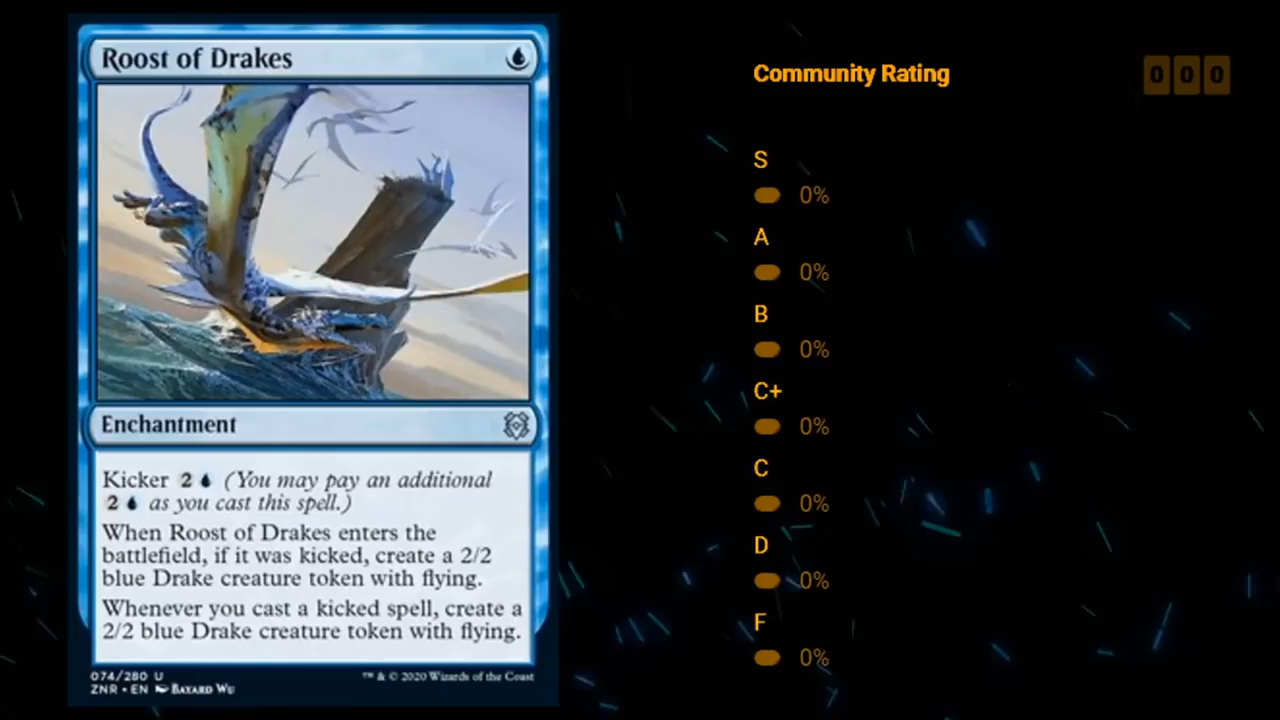 Roost of Drakes
Enchantment
Kicker 2 (You may pay an additional
2 as you cast this spell.)
When Roost of Drakes enters the
battlefield, if it was kicked, create a 2/2
blue Drake creature token with flying.
Whenever you cast a kicked spell, create a
2/2 blue Drake creature token with flying.
074/280 U
ZNR • EN BAYARD WU
™ & © 2020 Wizards of the Coast
Community Rating
0 0 0
S
0%
A
0%
B
0%
C+
0%
C
0%
D
0%
F
0%